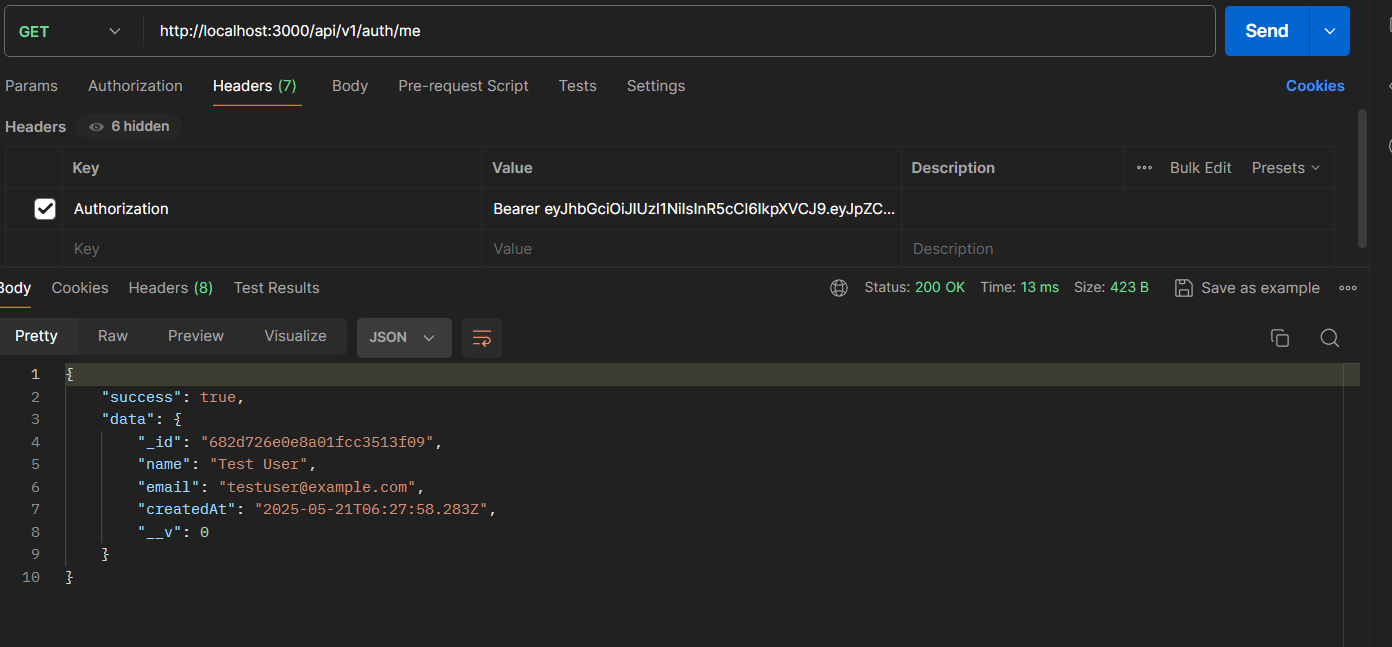 GET http://localhost:3000/api/v1/auth/me Send
Params Authorization Headers (7) Body Pre-request Script Tests Settings Cookies
Headers 6 hidden
Key Value Description ••• Bulk Edit Presets
Authorization Bearer eyJhbGciOiJIUzI1NiIsInR5cCI6IkpXVCJ9.eyJpZC...
Key Value Description
Body Cookies Headers (8) Test Results Status: 200 OK Time: 13 ms Size: 423 B Save as example
Pretty Raw Preview Visualize JSON
1 {
2 "success": true,
3 "data": {
4 "_id": "682d726e0e8a01fcc3513f09",
5 "name": "Test User",
6 "email": "testuser@example.com",
7 "createdAt": "2025-05-21T06:27:58.283Z",
8 "__v": 0
9 }
10 }